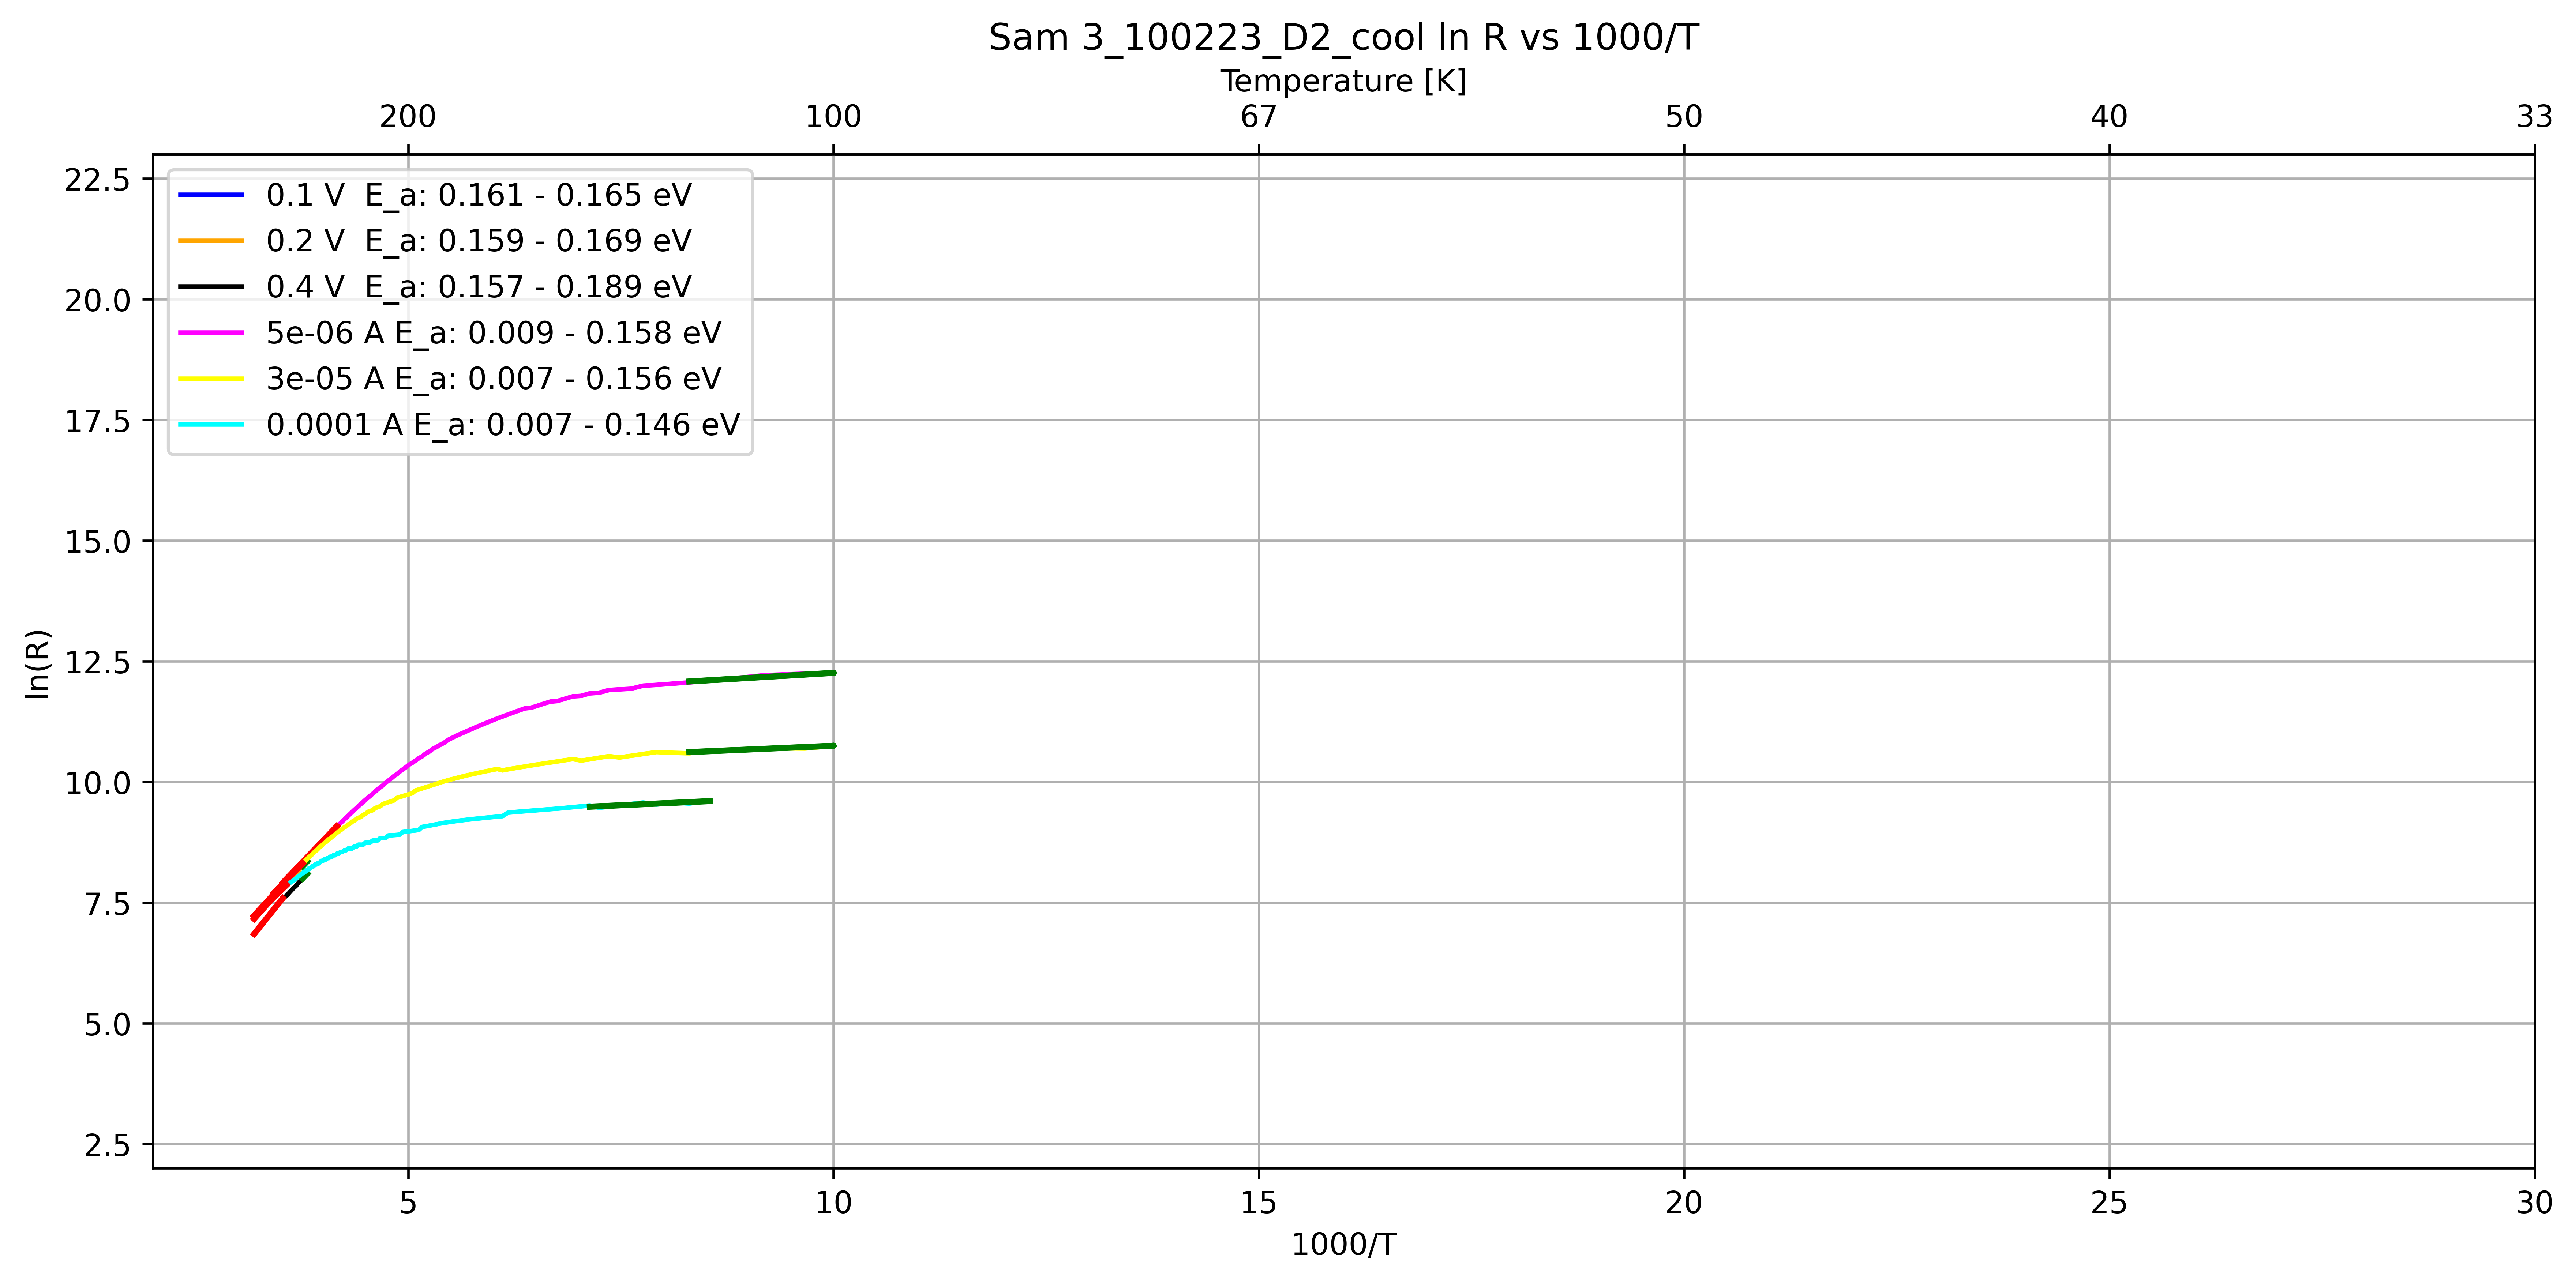 Sam 3_100223_D2_cool ln R vs 1000/T
Temperature [K]
200 100 67 50 40 33
22.5
20.0
17.5
15.0
12.5
10.0
7.5
5.0
2.5
ln(R)
0.1 V  E_a: 0.161 - 0.165 eV
0.2 V  E_a: 0.159 - 0.169 eV
0.4 V  E_a: 0.157 - 0.189 eV
5e-06 A E_a: 0.009 - 0.158 eV
3e-05 A E_a: 0.007 - 0.156 eV
0.0001 A E_a: 0.007 - 0.146 eV
5 10 15 20 25 30
1000/T